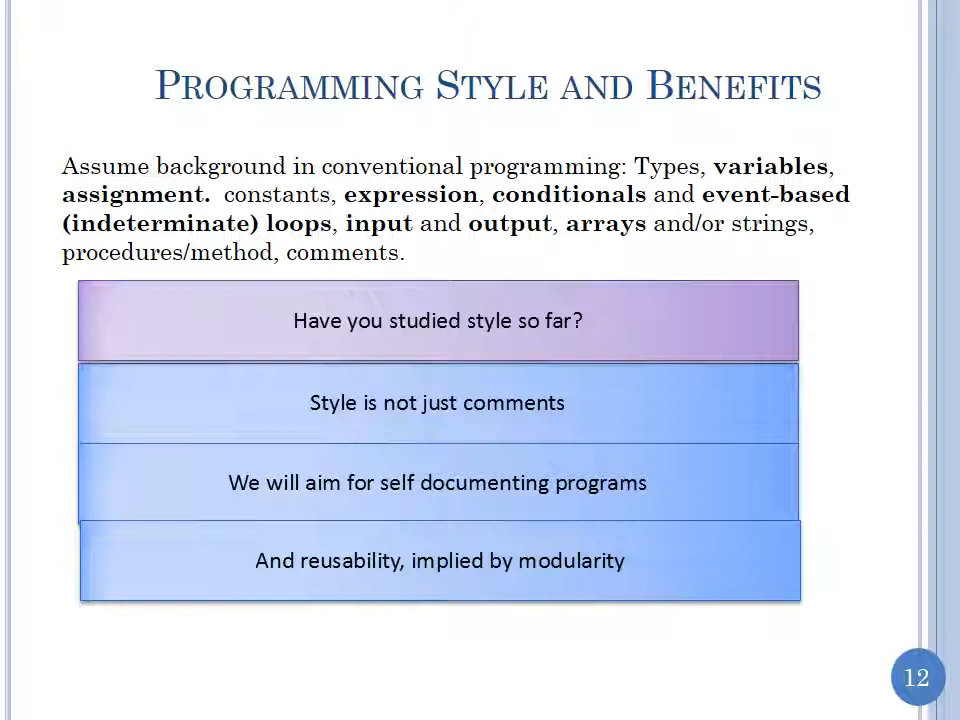 PROGRAMMING STYLE AND BENEFITS
Assume background in conventional programming: Types, variables,
assignment.  constants, expression, conditionals and event-based
(indeterminate) loops, input and output, arrays and/or strings,
procedures/method, comments.
Have you studied style so far?
Style is not just comments
We will aim for self documenting programs
And reusability, implied by modularity
12